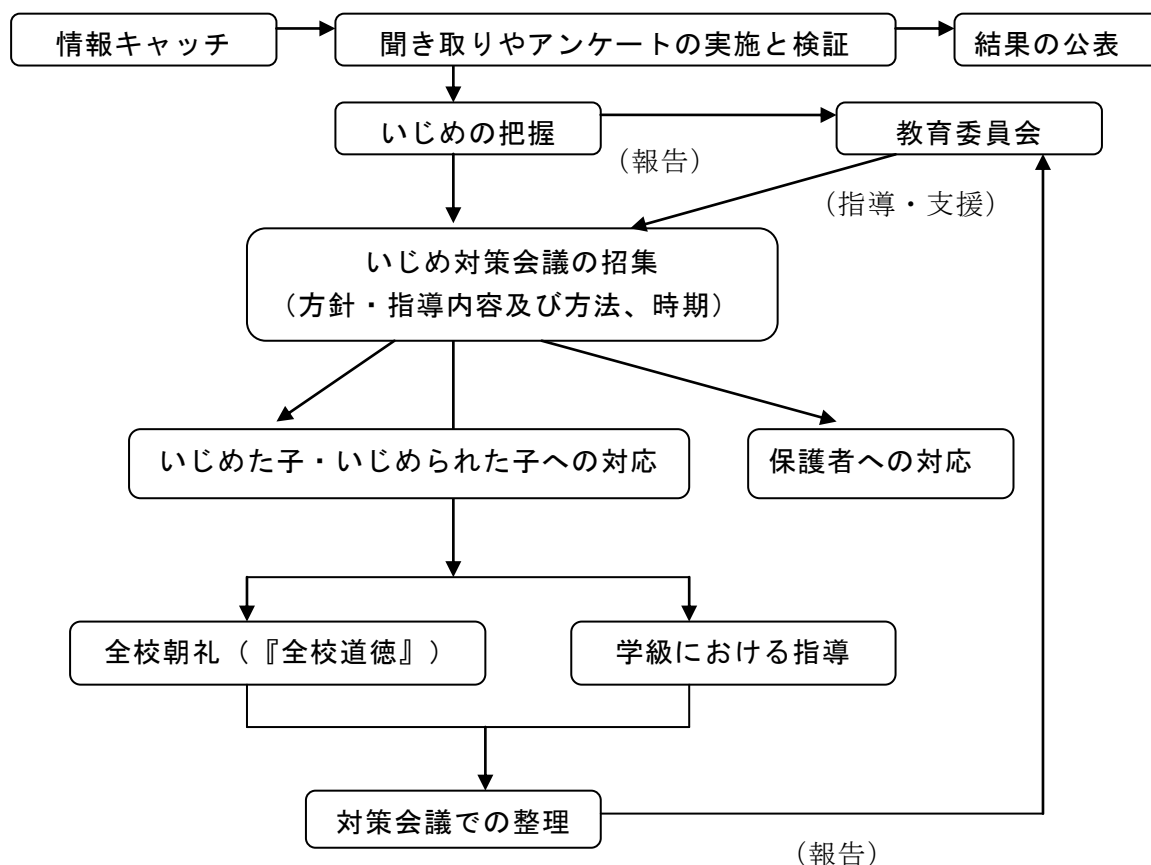 情報キャッチ
聞き取りやアンケートの実施と検証
結果の公表
いじめの把握
教育委員会
（報告）
（指導・支援）
いじめ対策会議の招集
（方針・指導内容及び方法、時期）
いじめた子・いじめられた子への対応
保護者への対応
全校朝礼（『全校道徳』）
学級における指導
対策会議での整理
（報告）